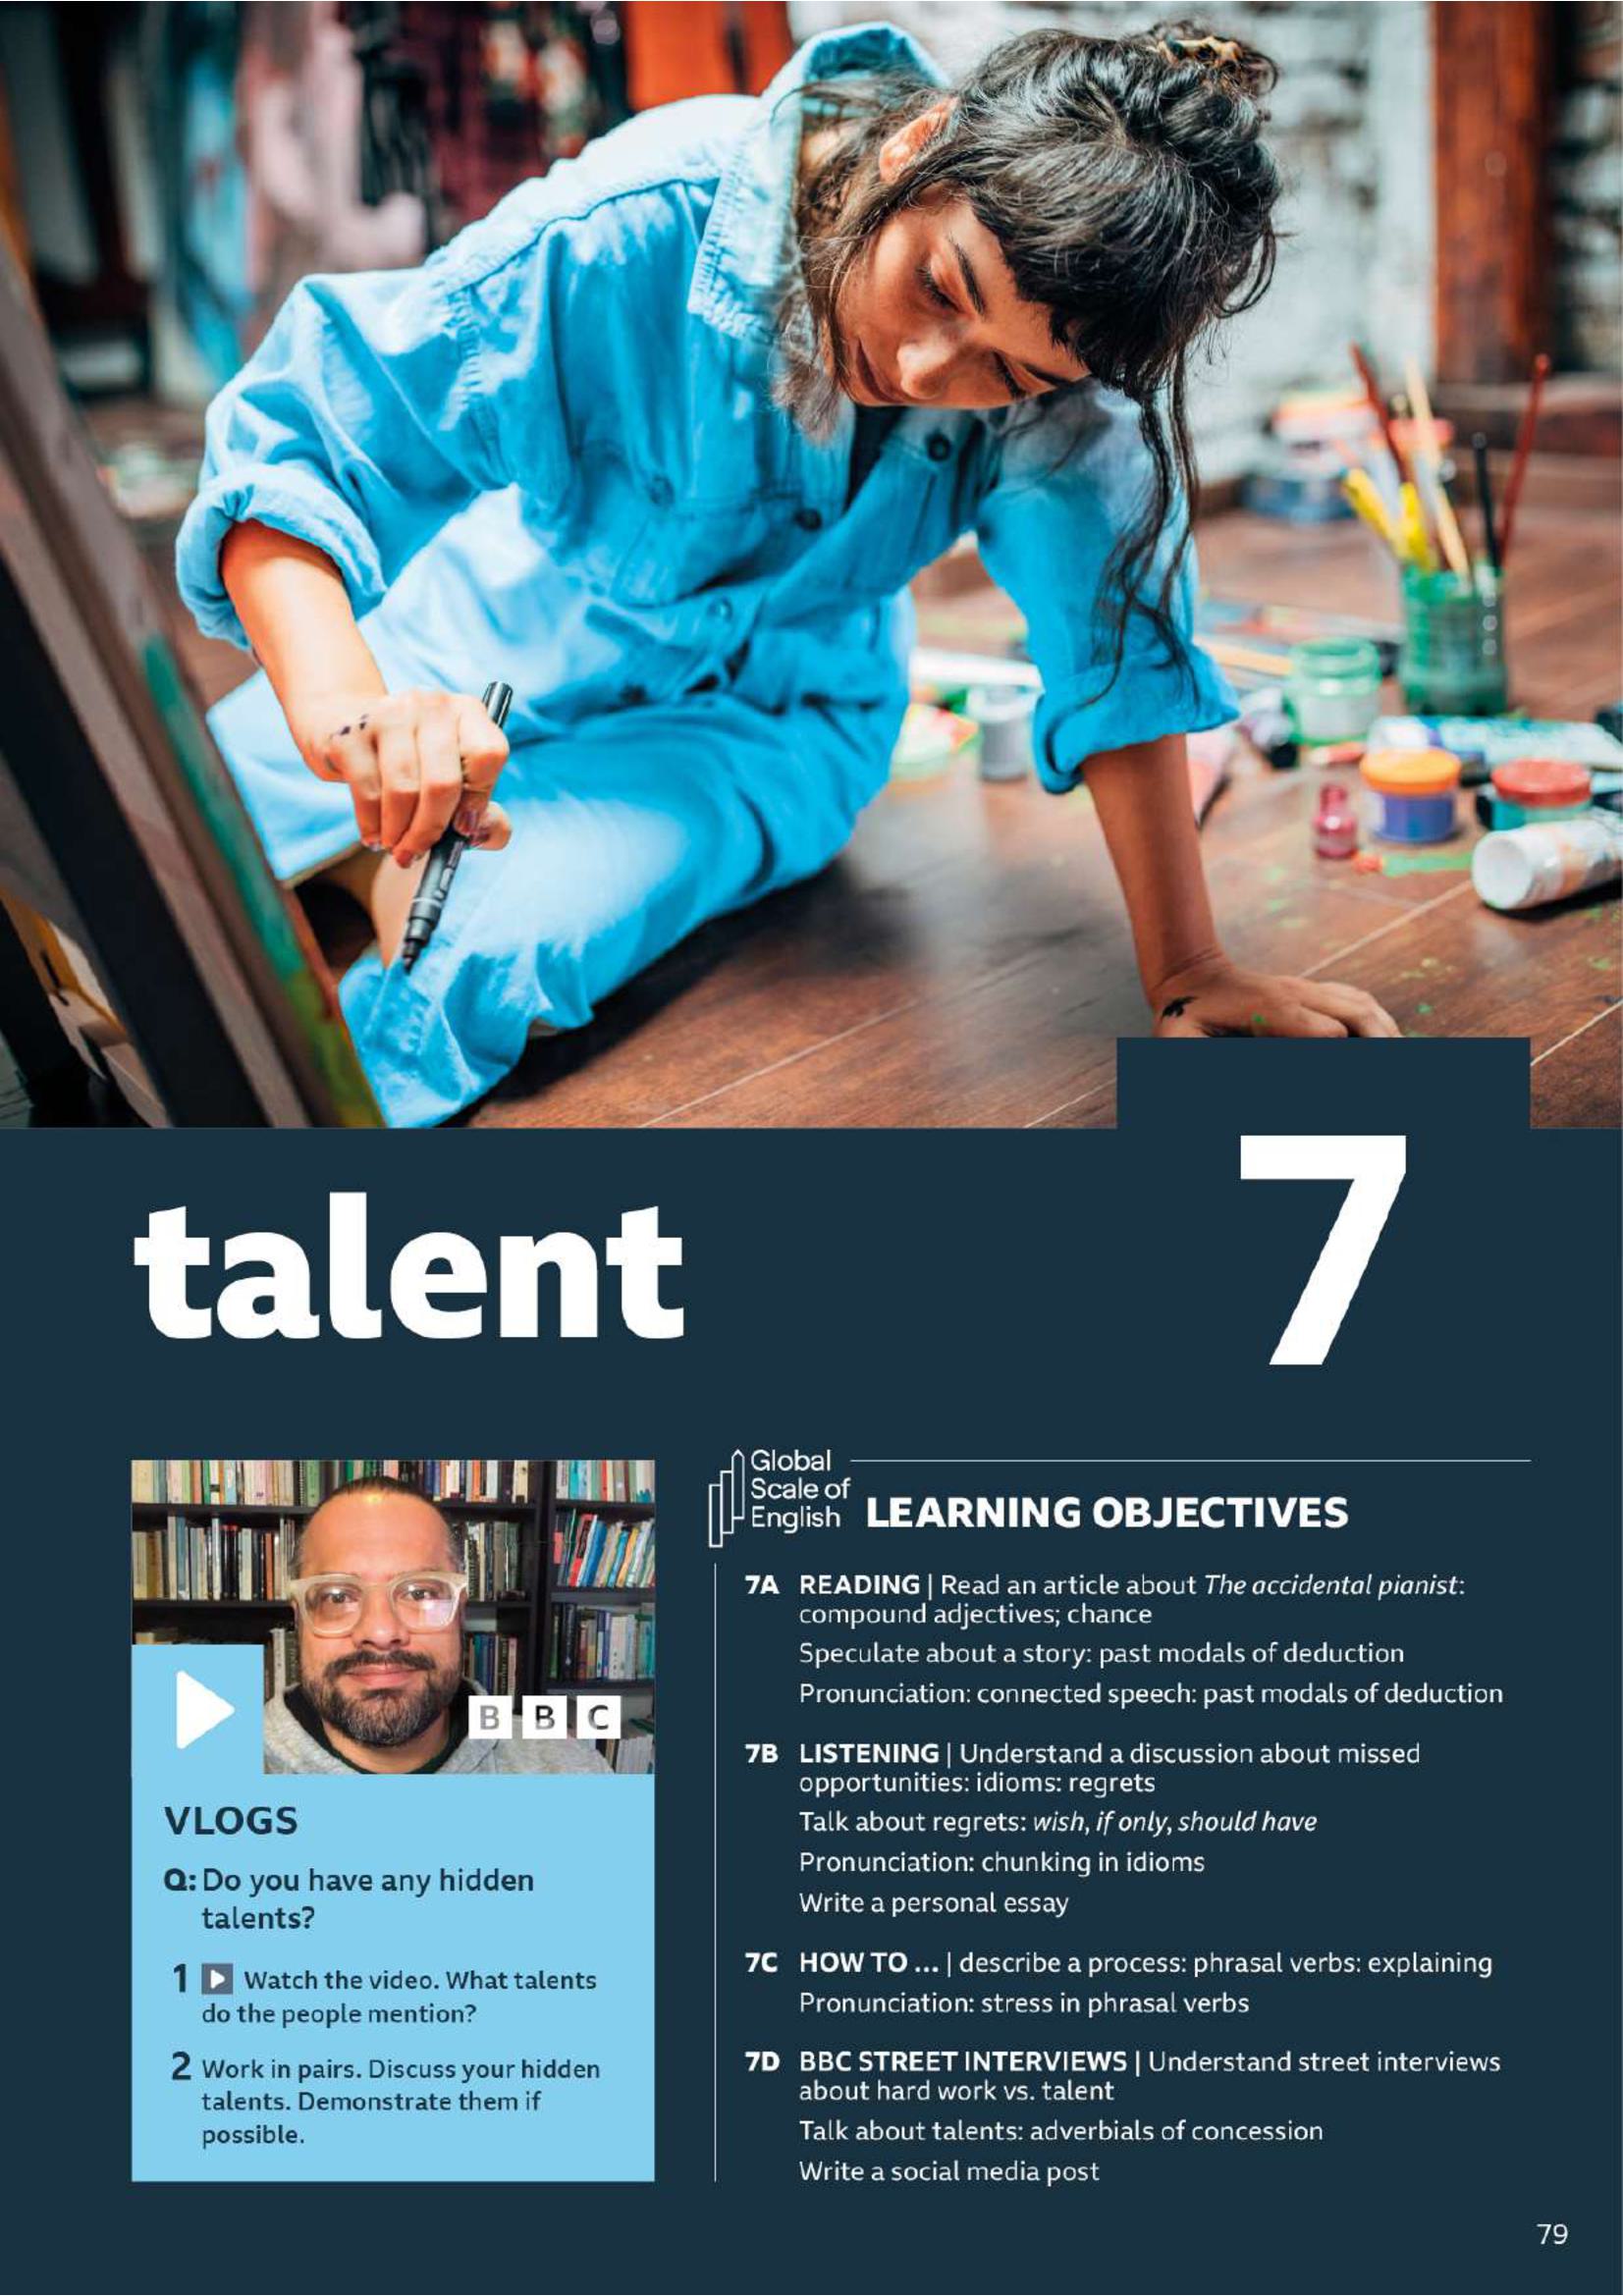 talent
7
VLOGS
Q: Do you have any hidden
talents?
1 Watch the video. What talents
do the people mention?
2 Work in pairs. Discuss your hidden
talents. Demonstrate them if
possible.
B B C
Global
Scale of
English
LEARNING OBJECTIVES
7A READING | Read an article about The accidental pianist:
compound adjectives; chance
Speculate about a story: past modals of deduction
Pronunciation: connected speech: past modals of deduction
7B LISTENING | Understand a discussion about missed
opportunities: idioms: regrets
Talk about regrets: wish, if only, should have
Pronunciation: chunking in idioms
Write a personal essay
7C HOW TO ... | describe a process: phrasal verbs: explaining
Pronunciation: stress in phrasal verbs
7D BBC STREET INTERVIEWS | Understand street interviews
about hard work vs. talent
Talk about talents: adverbials of concession
Write a social media post
79